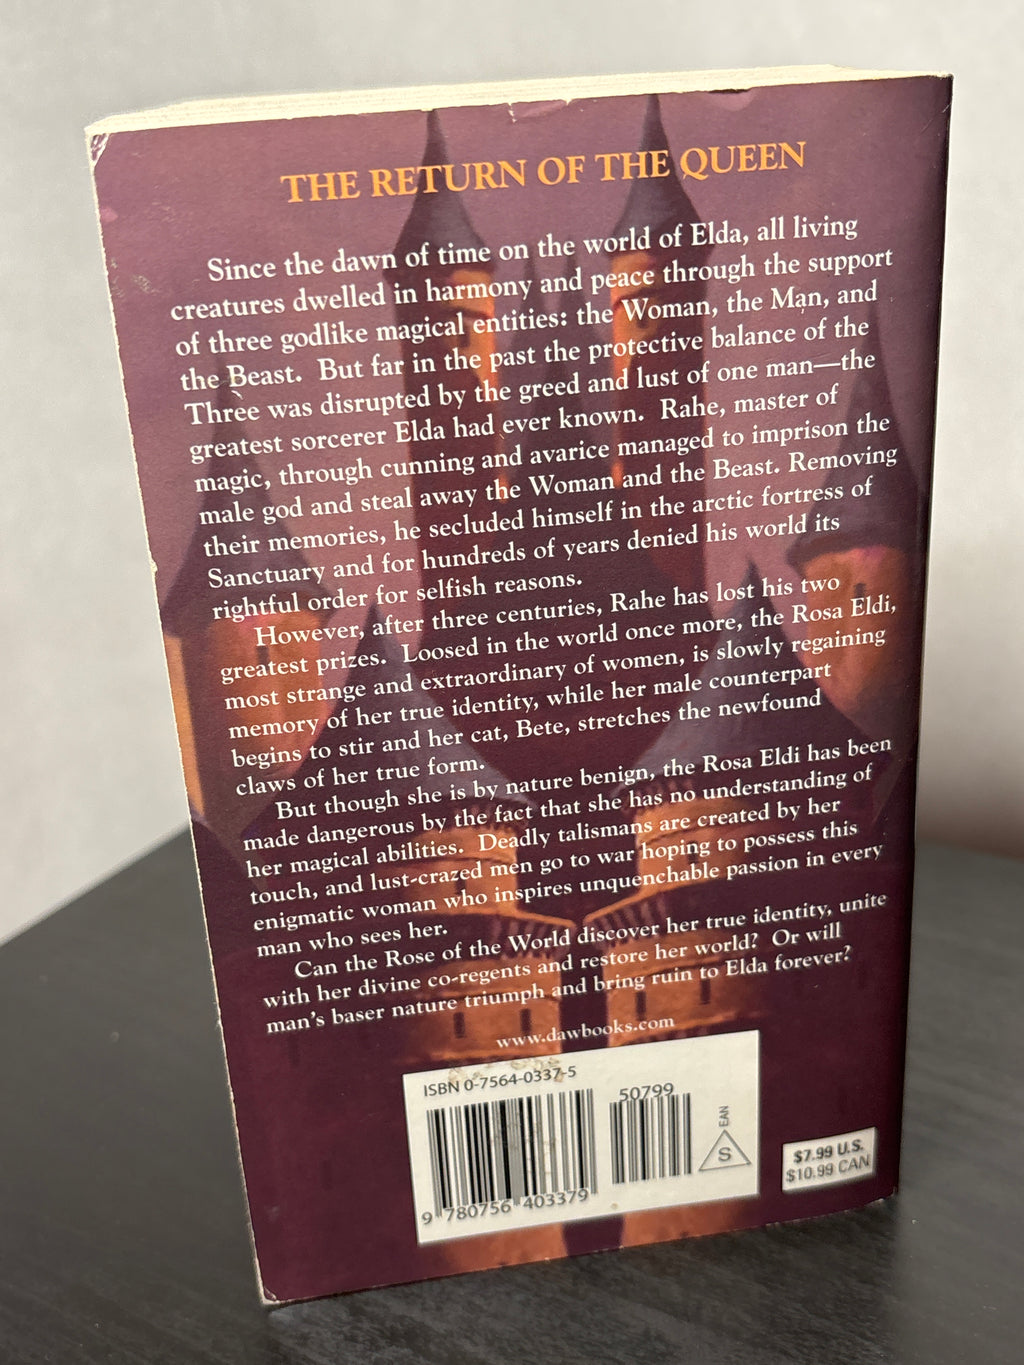 THE RETURN OF THE QUEEN
Since the dawn of time on the world of Elda, all living
creatures dwelled in harmony and peace through the support
of three godlike magical entities: the Woman, the Man, and
the Beast. But far in the past the protective balance of the
Three was disrupted by the greed and lust of one man—the
greatest sorcerer Elda had ever known. Rahe, master of
magic, through cunning and avarice managed to imprison the
male god and steal away the Woman and the Beast. Removing
their memories, he secluded himself in the arctic fortress of
Sanctuary and for hundreds of years denied his world its
rightful order for selfish reasons.
However, after three centuries, Rahe has lost his two
greatest prizes. Loosed in the world once more, the Rosa Eldi,
most strange and extraordinary of women, is slowly regaining
memory of her true identity, while her male counterpart
begins to stir and her cat, Bete, stretches the newfound
claws of her true form.
But though she is by nature benign, the Rosa Eldi has been
made dangerous by the fact that she has no understanding of
her magical abilities. Deadly talismans are created by her
touch, and lust-crazed men go to war hoping to possess this
enigmatic woman who inspires unquenchable passion in every
man who sees her.
Can the Rose of the World discover her true identity, unite
with her divine co-regents and restore her world? Or will
man's baser nature triumph and bring ruin to Elda forever?
www.dawbooks.com
ISBN 0-7564-0337-5
50799
EAN
S
9 780756 403379
$7.99 U.S.
$10.99 CAN